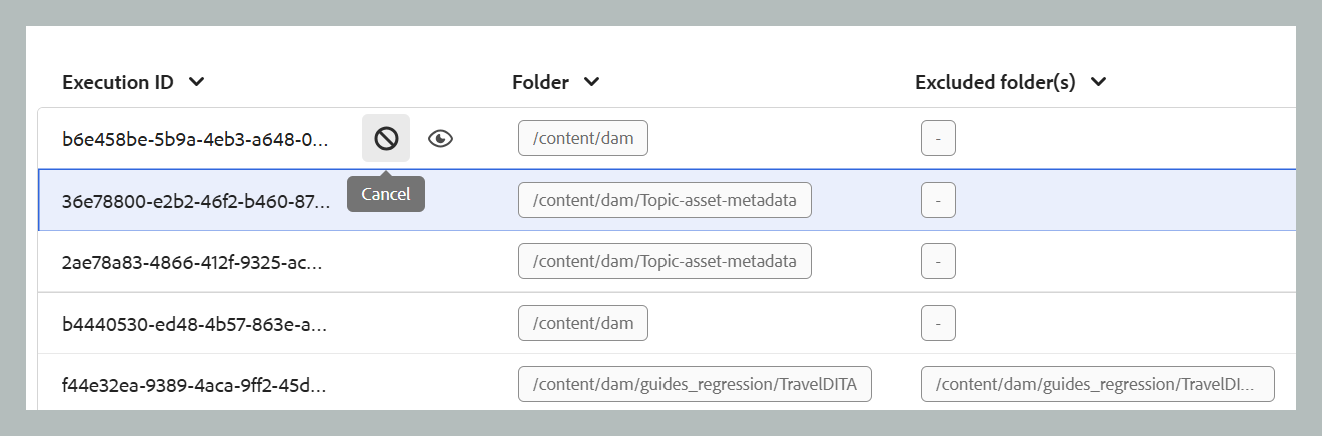 Execution ID Folder Excluded folder(s)
b6e458be-5b9a-4eb3-a648-0... /content/dam -
Cancel
36e78800-e2b2-46f2-b460-87... /content/dam/Topic-asset-metadata -
2ae78a83-4866-412f-9325-ac... /content/dam/Topic-asset-metadata -
b4440530-ed48-4b57-863e-a... /content/dam -
f44e32ea-9389-4aca-9ff2-45d... /content/dam/guides_regression/TravelDITA /content/dam/guides_regression/TravelDI...